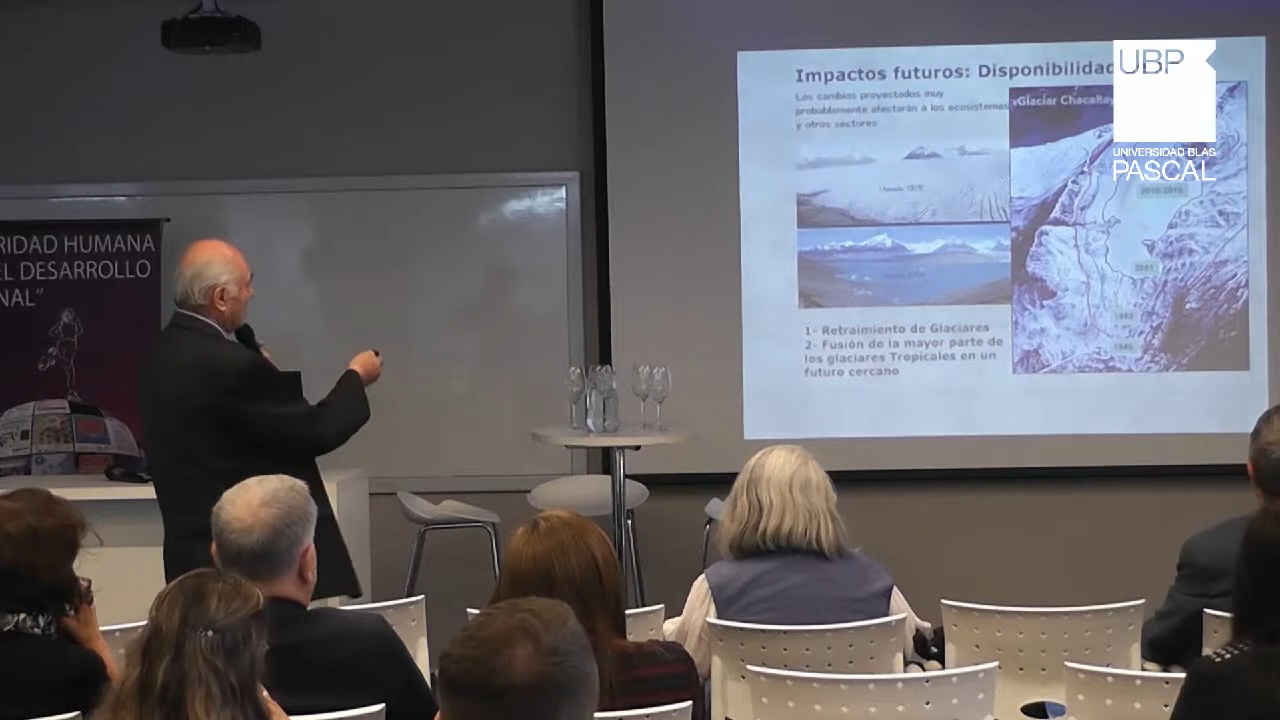 RIDAD HUMANA
EL DESARROLLO
NAL"
Impactos futuros: Disponibilidad
Los cambios proyectados muy
probablemente afectarán a los ecosistemas
y otros sectores:
1928
1- Retraimiento de Glaciares
2- Fusión de la mayor parte de
los glaciares Tropicales en un
futuro cercano
Glaciar Chacaltay
2001
1940
UBP
UNIVERSIDAD BLAS
PASCAL